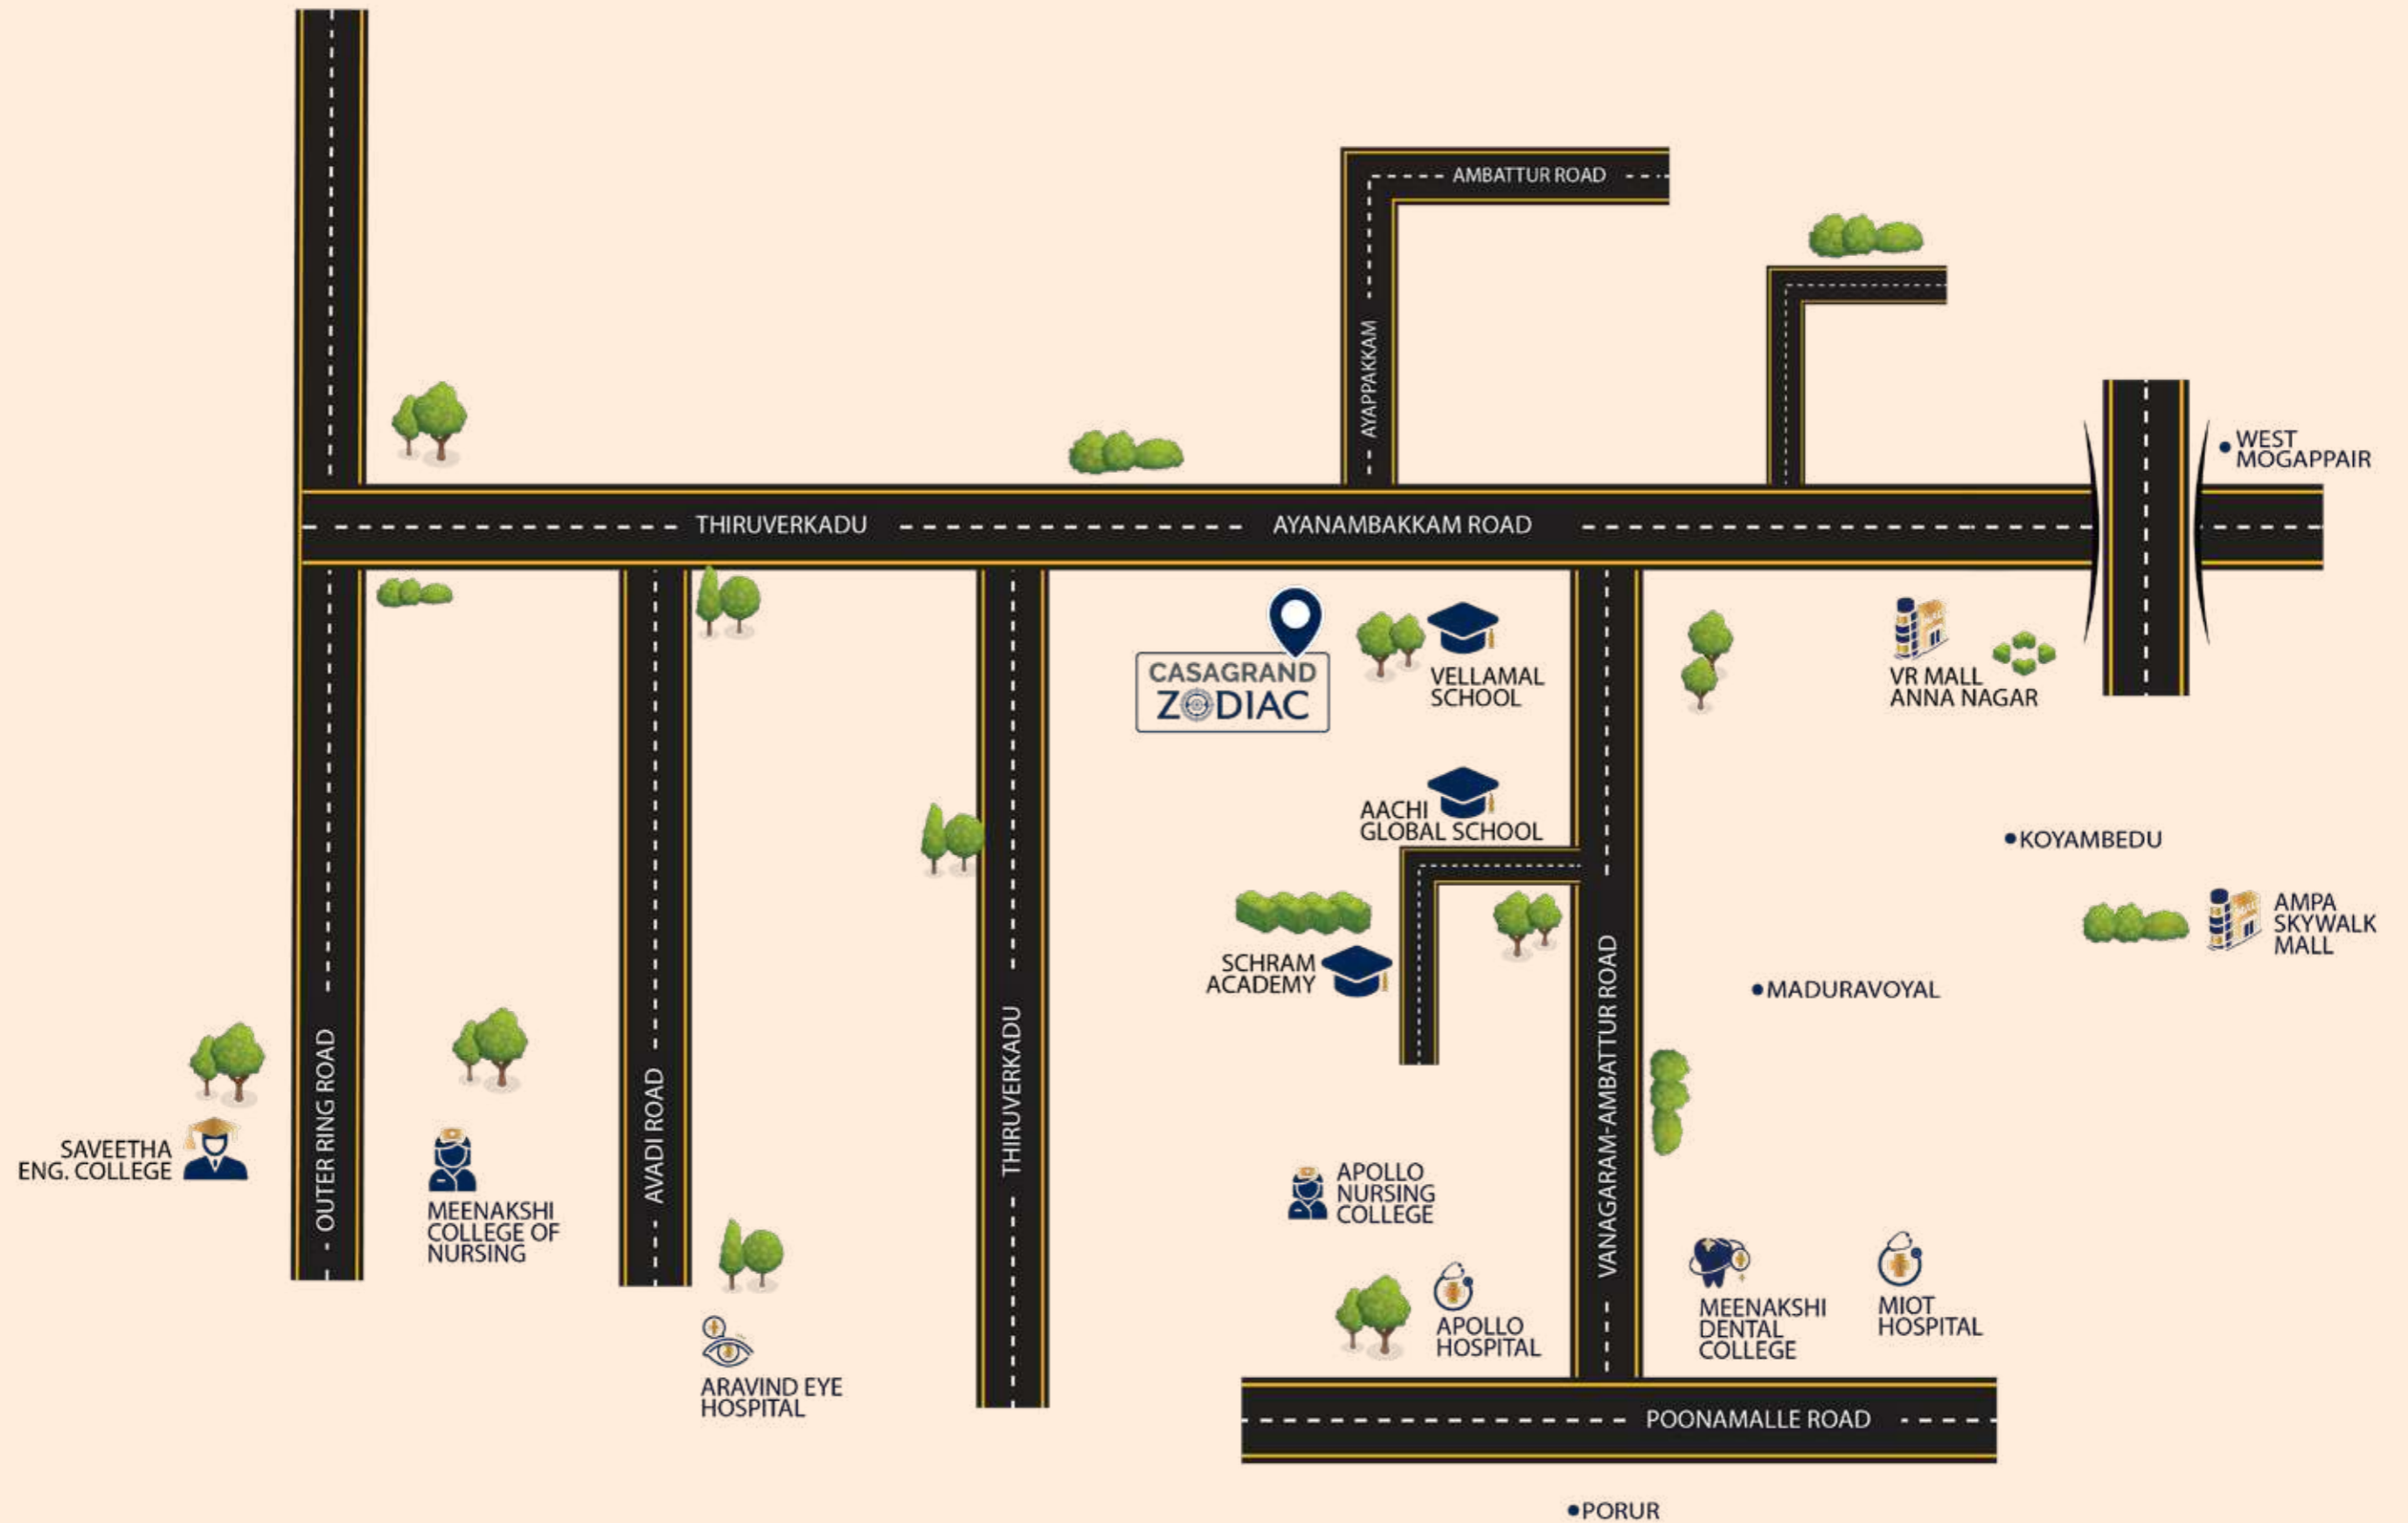 AMBATTUR ROAD
AYAPPAKKAM
WEST
MOGAPPAIR
THIRUVERKADU
AYANAMBAKKAM ROAD
CASAGRAND
ZODIAC
VELLAMAL
SCHOOL
VR MALL
ANNA NAGAR
AACHI
GLOBAL SCHOOL
KOYAMBEDU
AMPA
SKYWALK
MALL
SCHRAM
ACADEMY
MADURAVOYAL
SAVEETHA
ENG. COLLEGE
OUTER RING ROAD
MEENAKSHI
COLLEGE OF
NURSING
AVADI ROAD
THIRUVERKADU
APOLLO
NURSING
COLLEGE
VANAGARAM-AMBATTUR ROAD
APOLLO
HOSPITAL
MEENAKSHI
DENTAL
COLLEGE
MIOT
HOSPITAL
ARAVIND EYE
HOSPITAL
POONAMALLE ROAD
PORUR